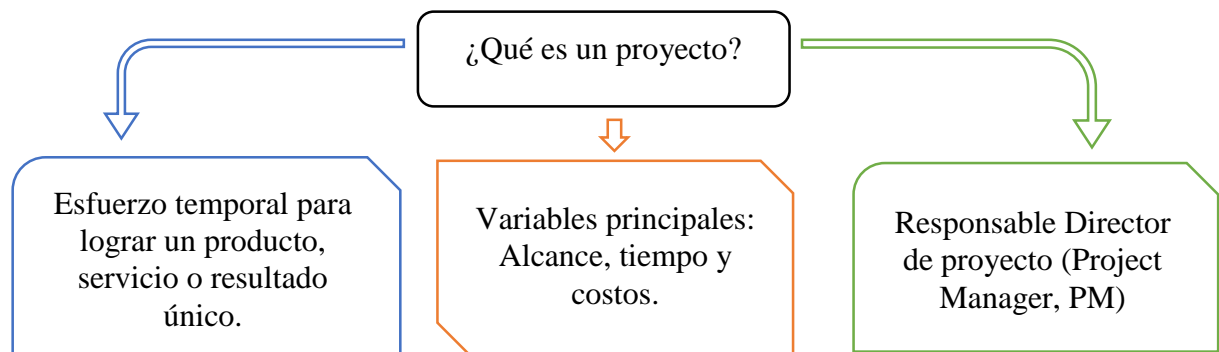 ¿Qué es un proyecto?
Esfuerzo temporal para
lograr un producto,
servicio o resultado
único.
Variables principales:
Alcance, tiempo y
costos.
Responsable Director
de proyecto (Project
Manager, PM)